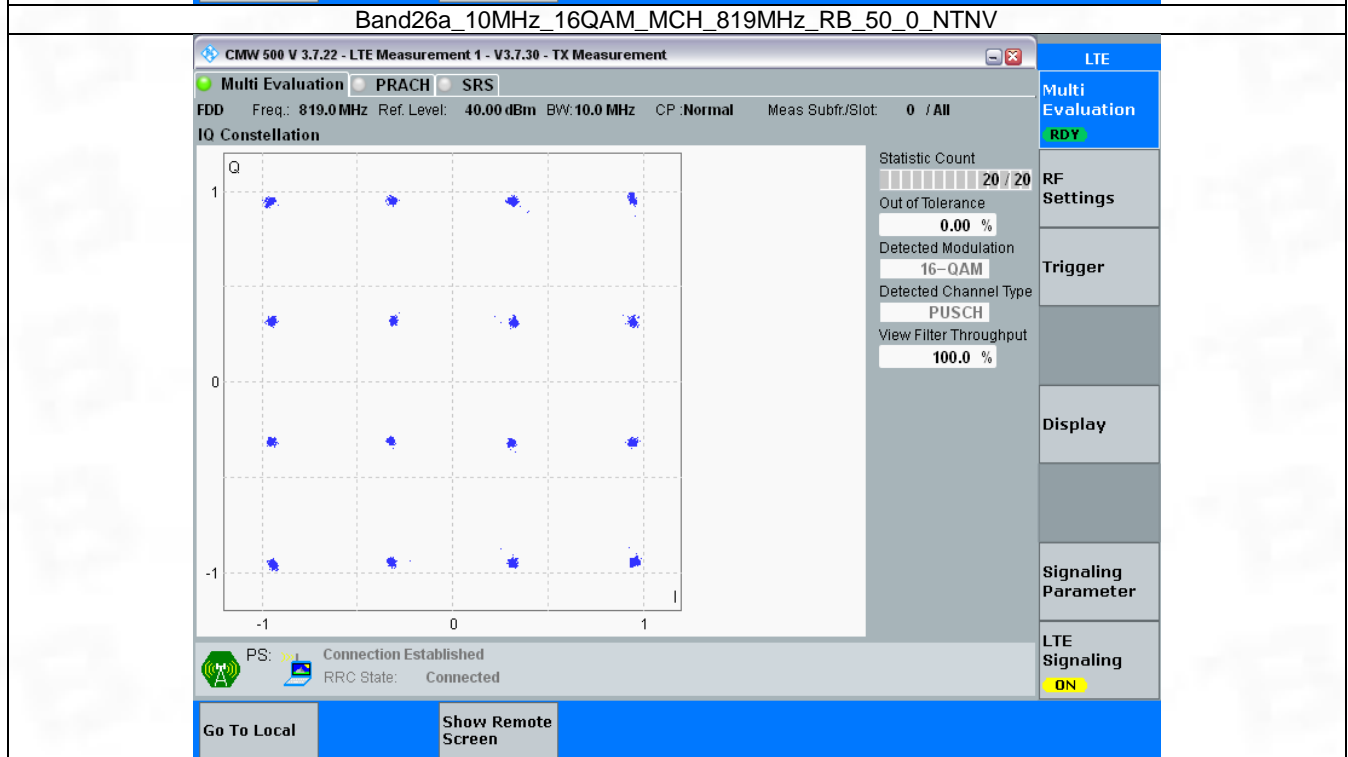 Band26a_10MHz_16QAM_MCH_819MHz_RB_50_0_NTNV
CMW 500 V 3.7.22 - LTE Measurement 1 - V3.7.30 - TX Measurement
LTE
Multi Evaluation PRACH SRS
FDD Freq.: 819.0 MHz Ref. Level: 40.00 dBm BW: 10.0 MHz CP :Normal Meas Subfr./Slot: 0 / All
IQ Constellation
Q
1
0
-1
I
-1 0 1
Statistic Count
20 / 20
Out of Tolerance
0.00 %
Detected Modulation
16-QAM
Detected Channel Type
PUSCH
View Filter Throughput
100.0 %
Multi
Evaluation
RDY
RF
Settings
Trigger
Display
Signaling
Parameter
LTE
Signaling
ON
PS: Connection Established
RRC State: Connected
Go To Local
Show Remote
Screen